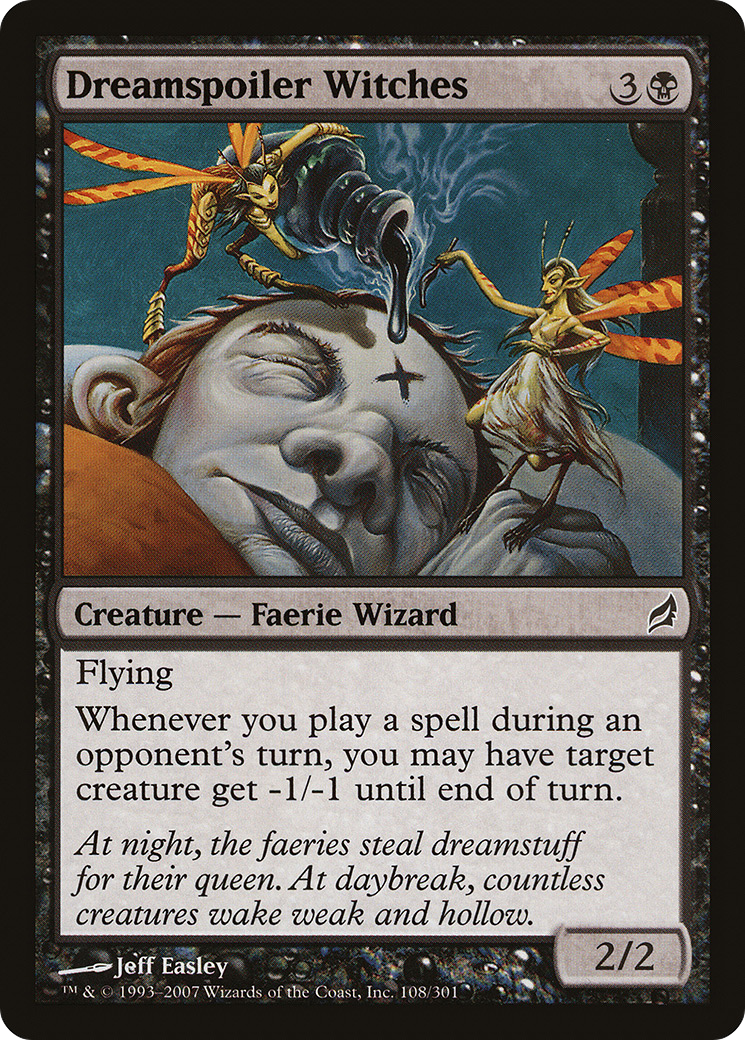 Dreamspoiler Witches 3
Creature — Faerie Wizard
Flying
Whenever you play a spell during an
opponent's turn, you may have target
creature get -1/-1 until end of turn.
At night, the faeries steal dreamstuff
for their queen. At daybreak, countless
creatures wake weak and hollow.
2/2
Jeff Easley
™ & © 1993–2007 Wizards of the Coast, Inc. 108/301